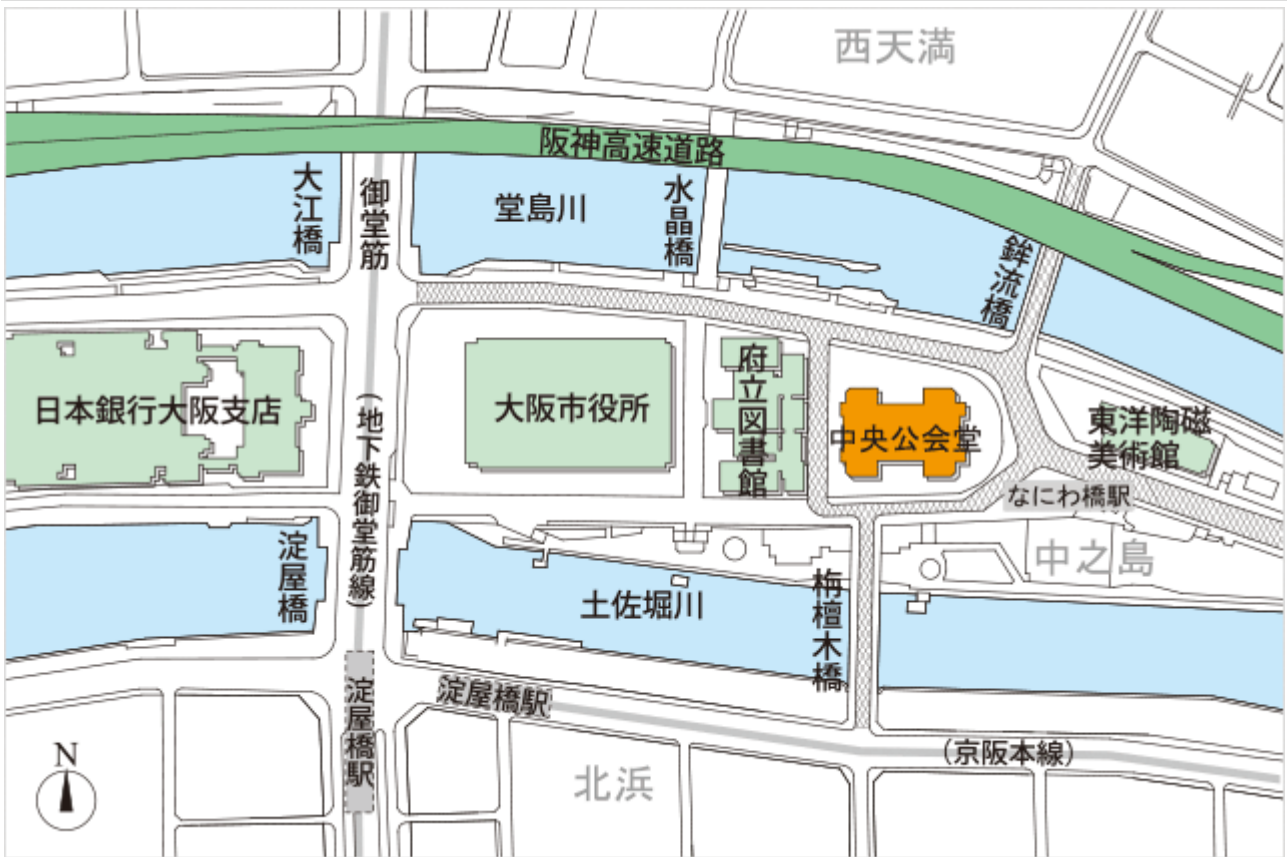 西天満
阪神高速道路
大江橋
御堂筋
堂島川
水晶橋
鉾流橋
日本銀行大阪支店
(地下鉄御堂筋線)
大阪市役所
府立図書館
中央公会堂
東洋陶磁
美術館
なにわ橋駅
中之島
淀屋橋
土佐堀川
栴檀木橋
淀屋橋駅
淀屋橋駅
(京阪本線)
北浜
N